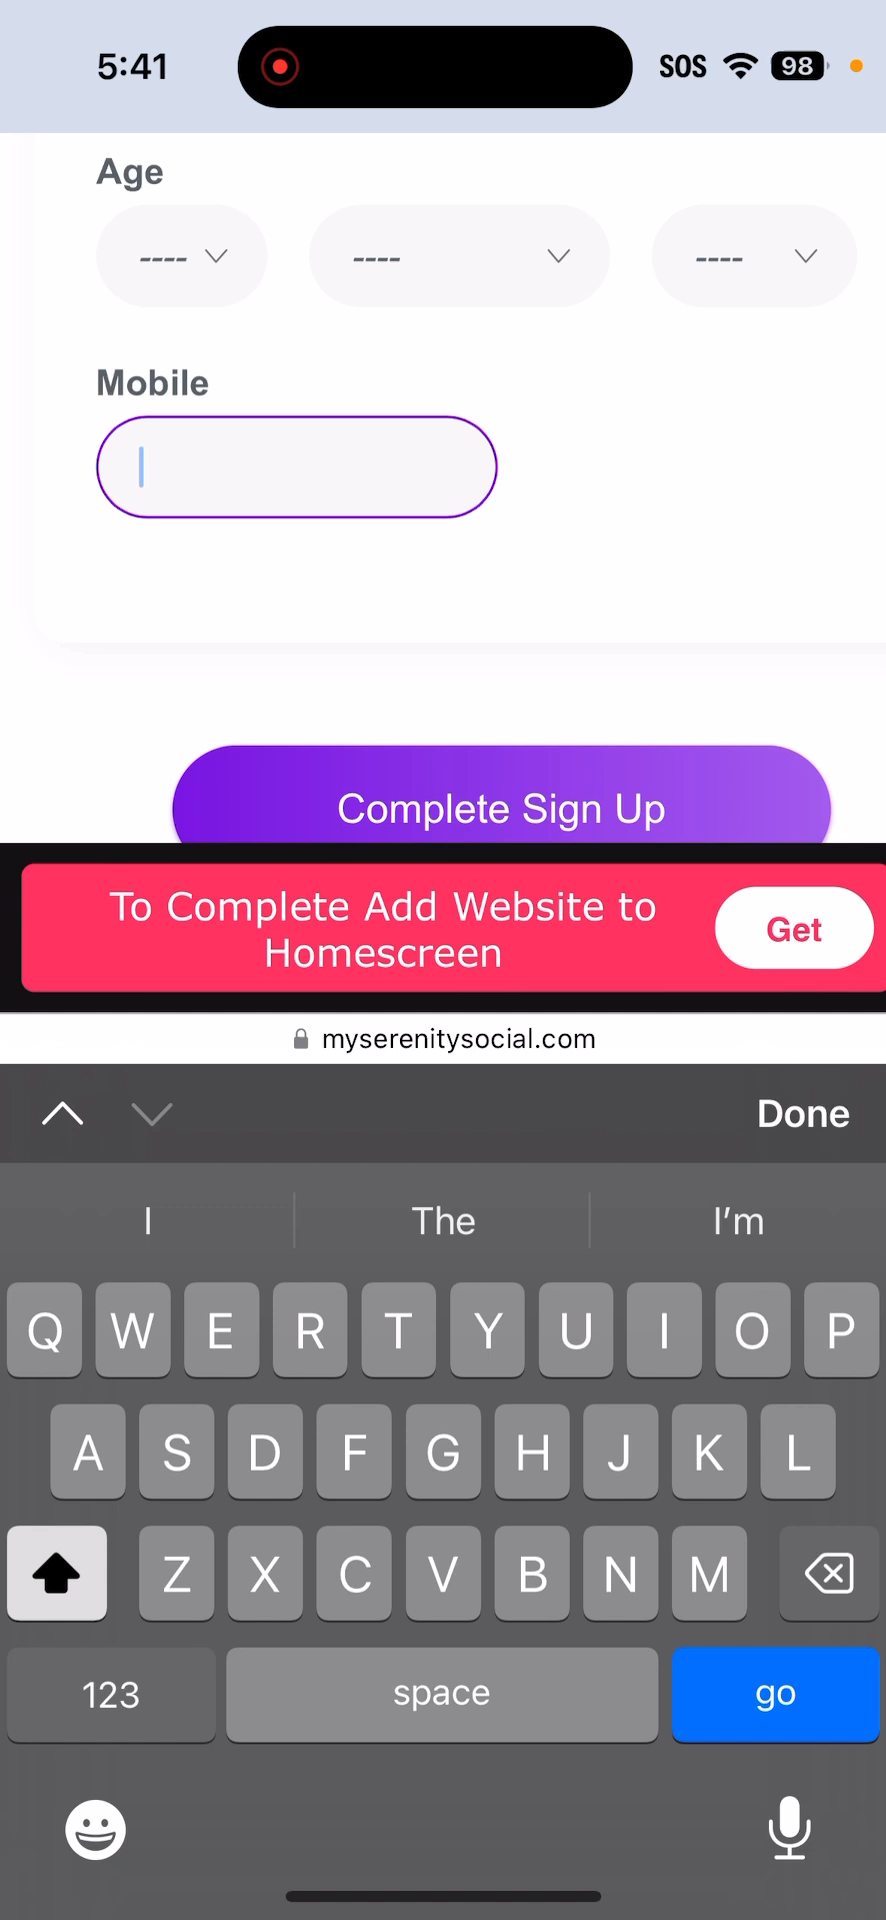 5:41 SOS 98
Age
---- ---- ----
Mobile
Complete Sign Up
To Complete Add Website to
Homescreen
Get
myserenitysocial.com
Done
I The I'm
Q W E R T Y U I O P
A S D F G H J K L
Z X C V B N M
123 space go